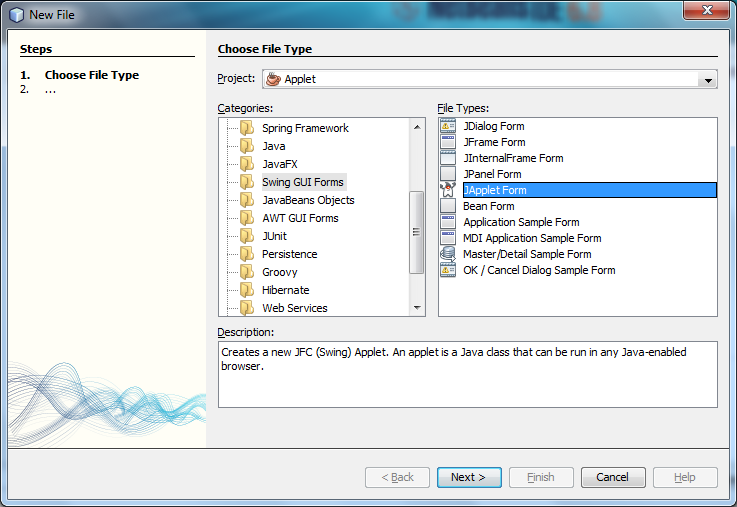 New File
Steps
1. Choose File Type
2. ...
Choose File Type
Project: Applet
Categories:
Spring Framework
Java
JavaFX
Swing GUI Forms
JavaBeans Objects
AWT GUI Forms
JUnit
Persistence
Groovy
Hibernate
Web Services
File Types:
JDialog Form
JFrame Form
JInternalFrame Form
JPanel Form
JApplet Form
Bean Form
Application Sample Form
MDI Application Sample Form
Master/Detail Sample Form
OK / Cancel Dialog Sample Form
Description:
Creates a new JFC (Swing) Applet. An applet is a Java class that can be run in any Java-enabled
browser.
< Back
Next >
Finish
Cancel
Help